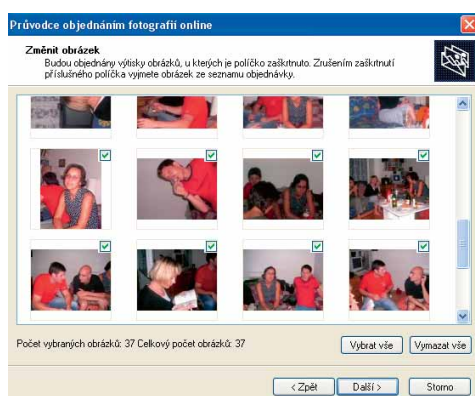 Průvodce objednáním fotografií online
Změnit obrázek
Budou objednány výtisky obrázků, u kterých je políčko zaškrtnuto. Zrušením zaškrtnutí
příslušného políčka vyjmete obrázek ze seznamu objednávky.
Počet vybraných obrázků: 37 Celkový počet obrázků: 37
Vybrat vše
Vymazat vše
< Zpět
Další >
Storno